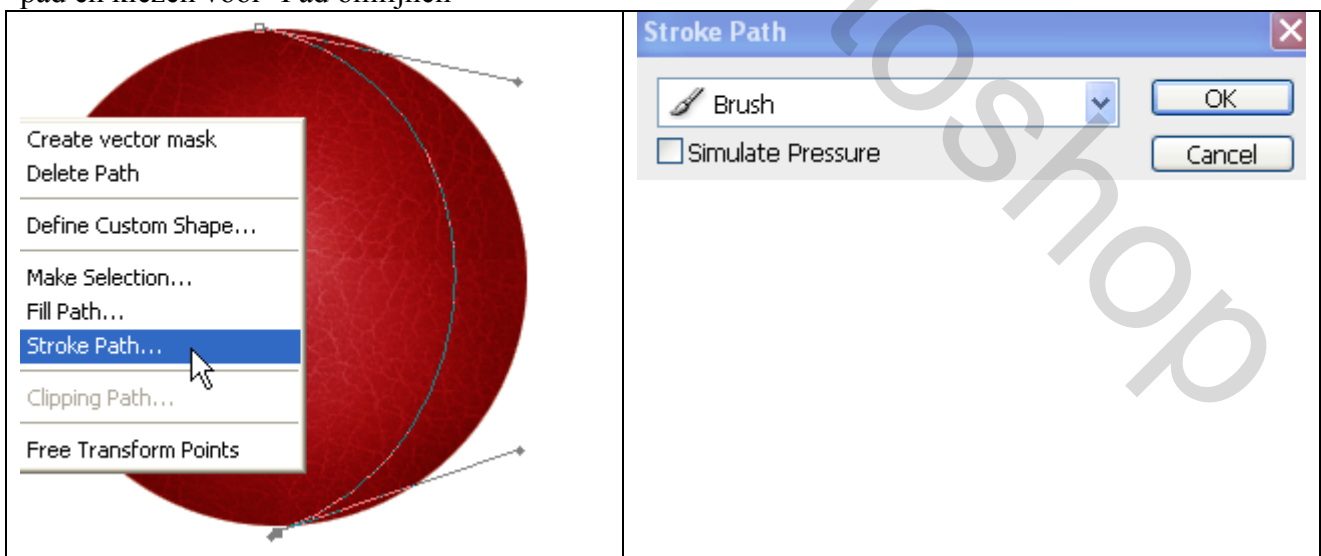 pad en kiezen voor ‘Pad omlijnen’
Create vector mask
Delete Path
Define Custom Shape...
Make Selection...
Fill Path...
Stroke Path...
Clipping Path...
Free Transform Points
Stroke Path
Brush
OK
Simulate Pressure
Cancel
toshop